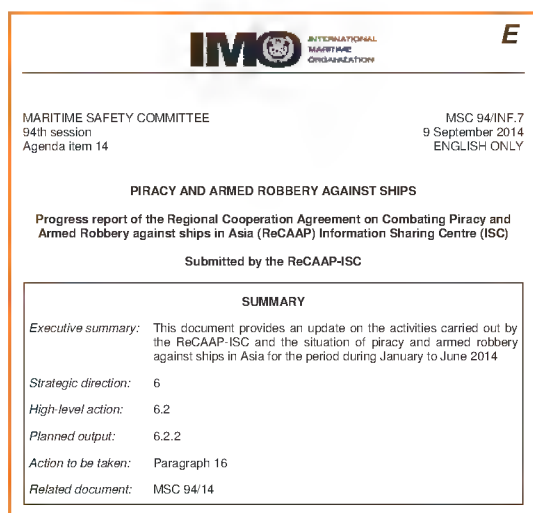 IMO
INTERNATIONAL
MARITIME
ORGANIZATION
E
MARITIME SAFETY COMMITTEE
94th session
Agenda item 14
MSC 94/INF.7
9 September 2014
ENGLISH ONLY
PIRACY AND ARMED ROBBERY AGAINST SHIPS
Progress report of the Regional Cooperation Agreement on Combating Piracy and
Armed Robbery against ships in Asia (ReCAAP) Information Sharing Centre (ISC)
Submitted by the ReCAAP-ISC
SUMMARY
Executive summary: This document provides an update on the activities carried out by
the ReCAAP-ISC and the situation of piracy and armed robbery
against ships in Asia for the period during January to June 2014
Strategic direction: 6
High-level action: 6.2
Planned output: 6.2.2
Action to be taken: Paragraph 16
Related document: MSC 94/14